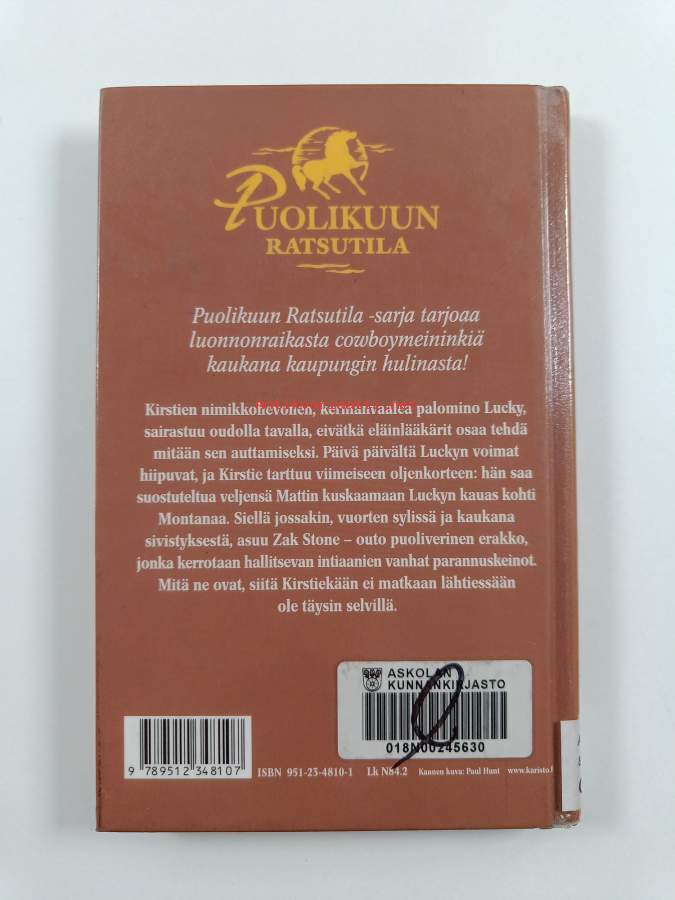 PUOLIKUUN
RATSUTILA
Puolikuun Ratsutila -sarja tarjoaa
luonnonraikasta cowboymeininkiä
kaukana kaupungin hulinasta!
Kirstien nimikkohevonen, kermanvaalea palomino Lucky,
sairastuu oudolla tavalla, eivätkä eläinlääkärit osaa tehdä
mitään sen auttamiseksi. Päivä päivältä Luckyn voimat
hiipuvat, ja Kirstie tarttuu viimeiseen oljenkorteen: hän saa
suostuteltua veljensä Mattin kuskaamaan Luckyn kauas kohti
Montanaa. Siellä jossakin, vuorten sylissä ja kaukana
sivistyksestä, asuu Zak Stone – outo puoliverinen erakko,
jonka kerrotaan hallitsevan intiaanien vanhat parannuskeinot.
Mitä ne ovat, siitä Kirstiekään ei matkaan lähtiessään
ole täysin selvillä.
ASKOLAN
KUNNANKIRJASTO
018N00245630
9 789512 348107
ISBN 951-23-4810-1 Lk N84.2 Kannen kuva: Paul Hunt www.karisto.